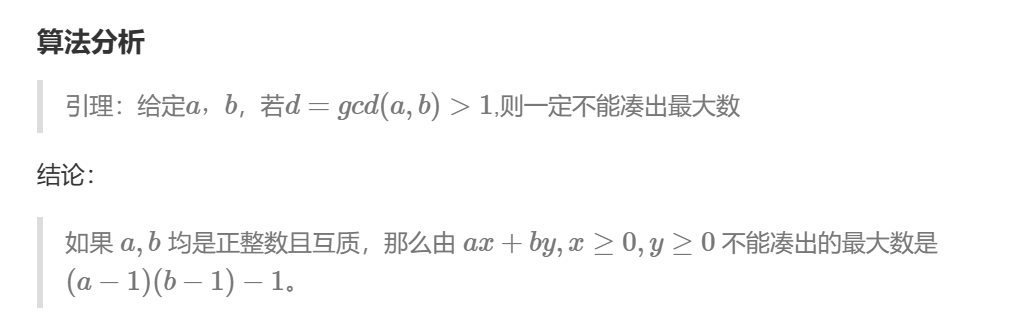 算法分析
引理：给定a，b，若d = gcd(a, b) > 1,则一定不能凑出最大数
结论：
如果 a, b 均是正整数且互质，那么由 ax + by, x ≥ 0, y ≥ 0 不能凑出的最大数是
(a − 1)(b − 1) − 1。